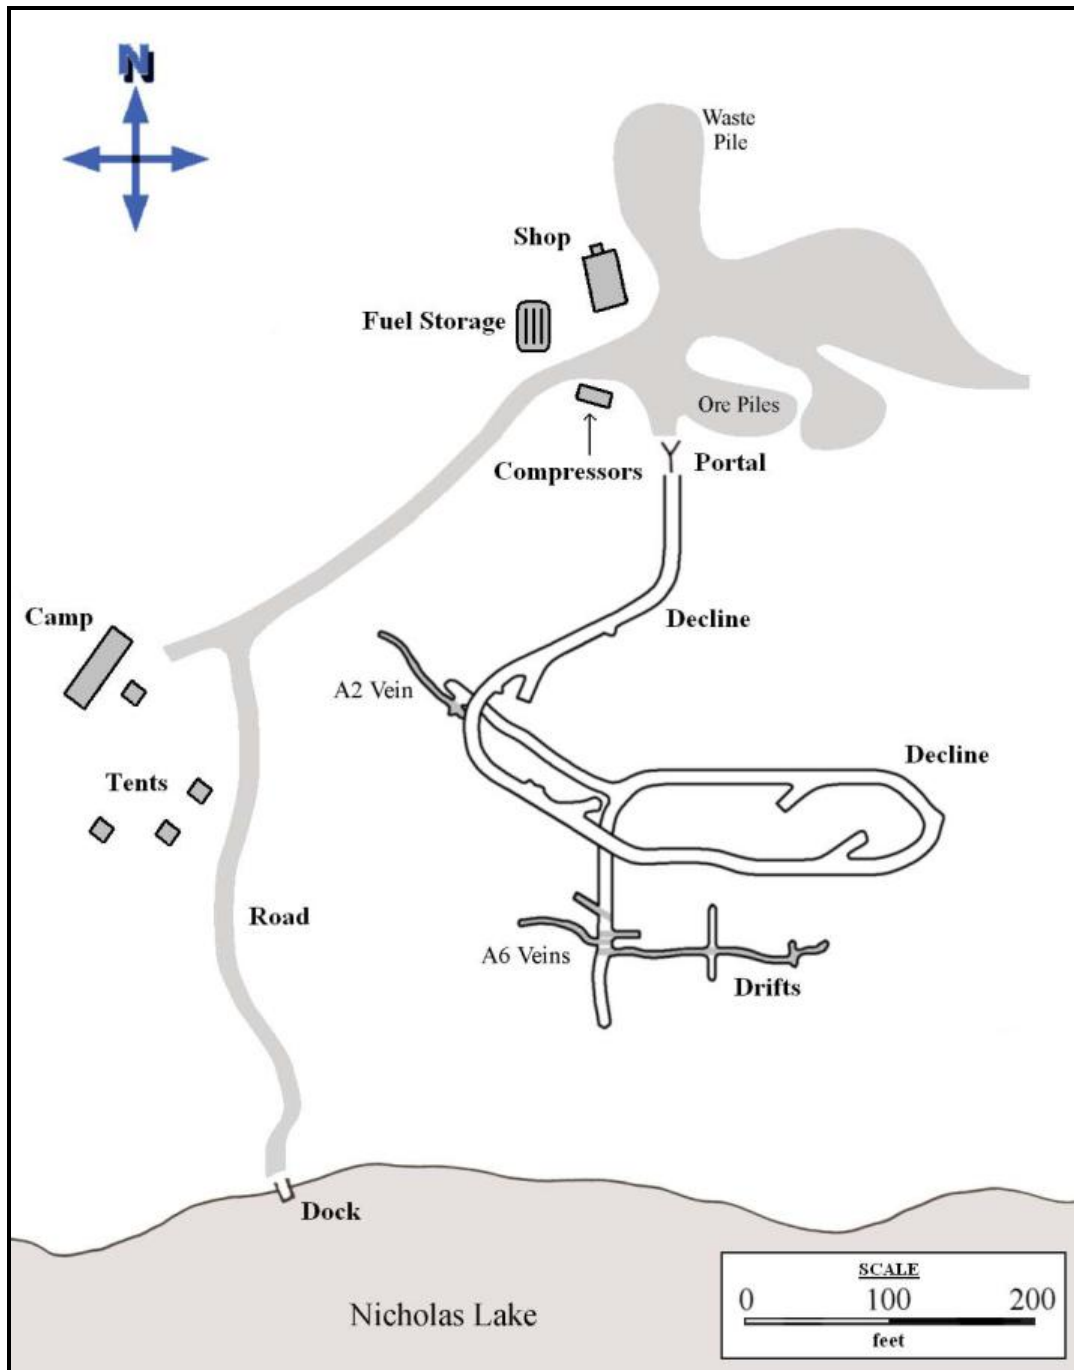 N
Waste
Pile
Shop
Fuel Storage
Ore Piles
Portal
Compressors
Camp
Decline
A2 Vein
Decline
Tents
Road
A6 Veins
Drifts
Dock
SCALE
0 100 200
feet
Nicholas Lake